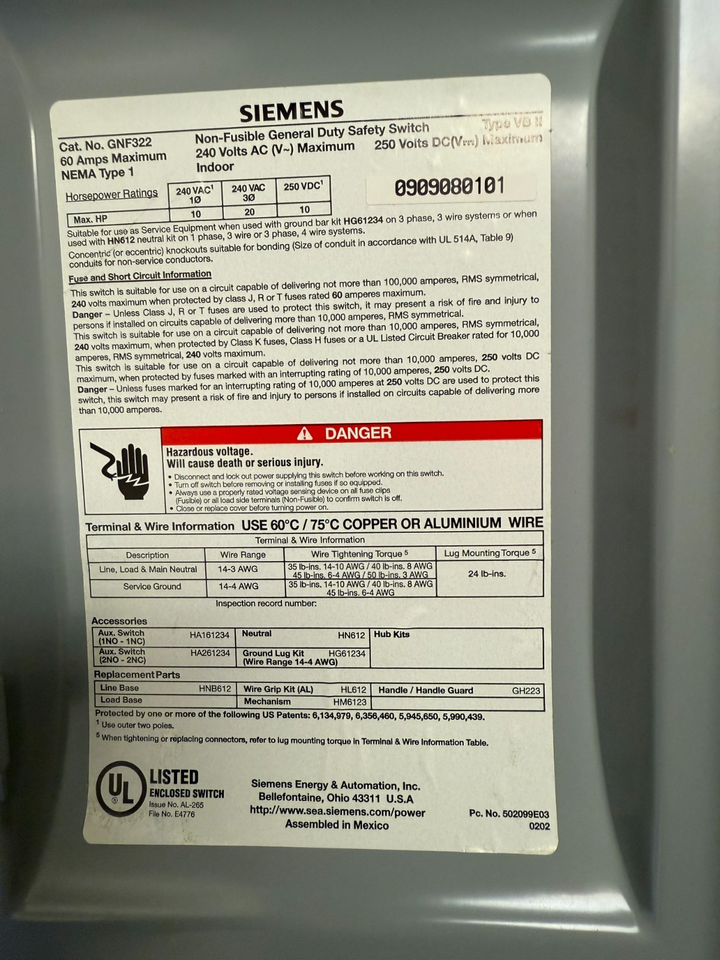 SIEMENS
Cat. No. GNF322
60 Amps Maximum
NEMA Type 1
Non-Fusible General Duty Safety Switch
240 Volts AC (V~) Maximum 250 Volts DC(V⎓) Maximum
Indoor
Type VB II
0909080101
Horsepower Ratings 240 VAC¹ 1Ø 240 VAC 3Ø 250 VDC¹
Max. HP 10 20 10
Suitable for use as Service Equipment when used with ground bar kit HG61234 on 3 phase, 3 wire systems or when
used with HN612 neutral kit on 1 phase, 3 wire or 3 phase, 4 wire systems.
Concentric (or eccentric) knockouts suitable for bonding (Size of conduit in accordance with UL 514A, Table 9)
conduits for non-service conductors.
Fuse and Short Circuit Information
This switch is suitable for use on a circuit capable of delivering not more than 100,000 amperes, RMS symmetrical,
240 volts maximum when protected by class J, R or T fuses rated 60 amperes maximum.
Danger – Unless Class J, R or T fuses are used to protect this switch, it may present a risk of fire and injury to
persons if installed on circuits capable of delivering more than 10,000 amperes, RMS symmetrical.
This switch is suitable for use on a circuit capable of delivering not more than 10,000 amperes, RMS symmetrical,
240 volts maximum, when protected by Class K fuses, Class H fuses or a UL Listed Circuit Breaker rated for 10,000
amperes, RMS symmetrical, 240 volts maximum.
This switch is suitable for use on a circuit capable of delivering not more than 10,000 amperes, 250 volts DC
maximum, when protected by fuses marked with an interrupting rating of 10,000 amperes, 250 volts DC.
Danger – Unless fuses marked for an interrupting rating of 10,000 amperes at 250 volts DC are used to protect this
switch, this switch may present a risk of fire and injury to persons if installed on circuits capable of delivering more
than 10,000 amperes.
DANGER
Hazardous voltage.
Will cause death or serious injury.
• Disconnect and lock out power supplying this switch before working on this switch.
• Turn off switch before removing or installing fuses if so equipped.
• Always use a properly rated voltage sensing device on all fuse clips
(Fusible) or all load side terminals (Non-Fusible) to confirm switch is off.
• Close or replace cover before turning power on.
Terminal & Wire Information USE 60°C / 75°C COPPER OR ALUMINIUM WIRE
Terminal & Wire Information
Description Wire Range Wire Tightening Torque ⁵ Lug Mounting Torque ⁵
Line, Load & Main Neutral 14-3 AWG 35 lb-ins. 14-10 AWG / 40 lb-ins. 8 AWG
45 lb-ins. 6-4 AWG / 50 lb-ins. 3 AWG 24 lb-ins.
Service Ground 14-4 AWG 35 lb-ins. 14-10 AWG / 40 lb-ins. 8 AWG
45 lb-ins. 6-4 AWG
Inspection record number:
Accessories
Aux. Switch (1NO - 1NC) HA161234 Neutral HN612 Hub Kits
Aux. Switch (2NO - 2NC) HA261234 Ground Lug Kit HG61234 (Wire Range 14-4 AWG)
Replacement Parts
Line Base HNB612 Wire Grip Kit (AL) HL612 Handle / Handle Guard GH223
Load Base Mechanism HM6123
Protected by one or more of the following US Patents: 6,134,979, 6,356,460, 5,945,650, 5,990,439.
¹ Use outer two poles.
⁵ When tightening or replacing connectors, refer to lug mounting torque in Terminal & Wire Information Table.
UL
LISTED
ENCLOSED SWITCH
Issue No. AL-265
File No. E4776
Siemens Energy & Automation, Inc.
Bellefontaine, Ohio 43311 U.S.A
http://www.sea.siemens.com/power
Assembled in Mexico
Pc. No. 502099E03
0202